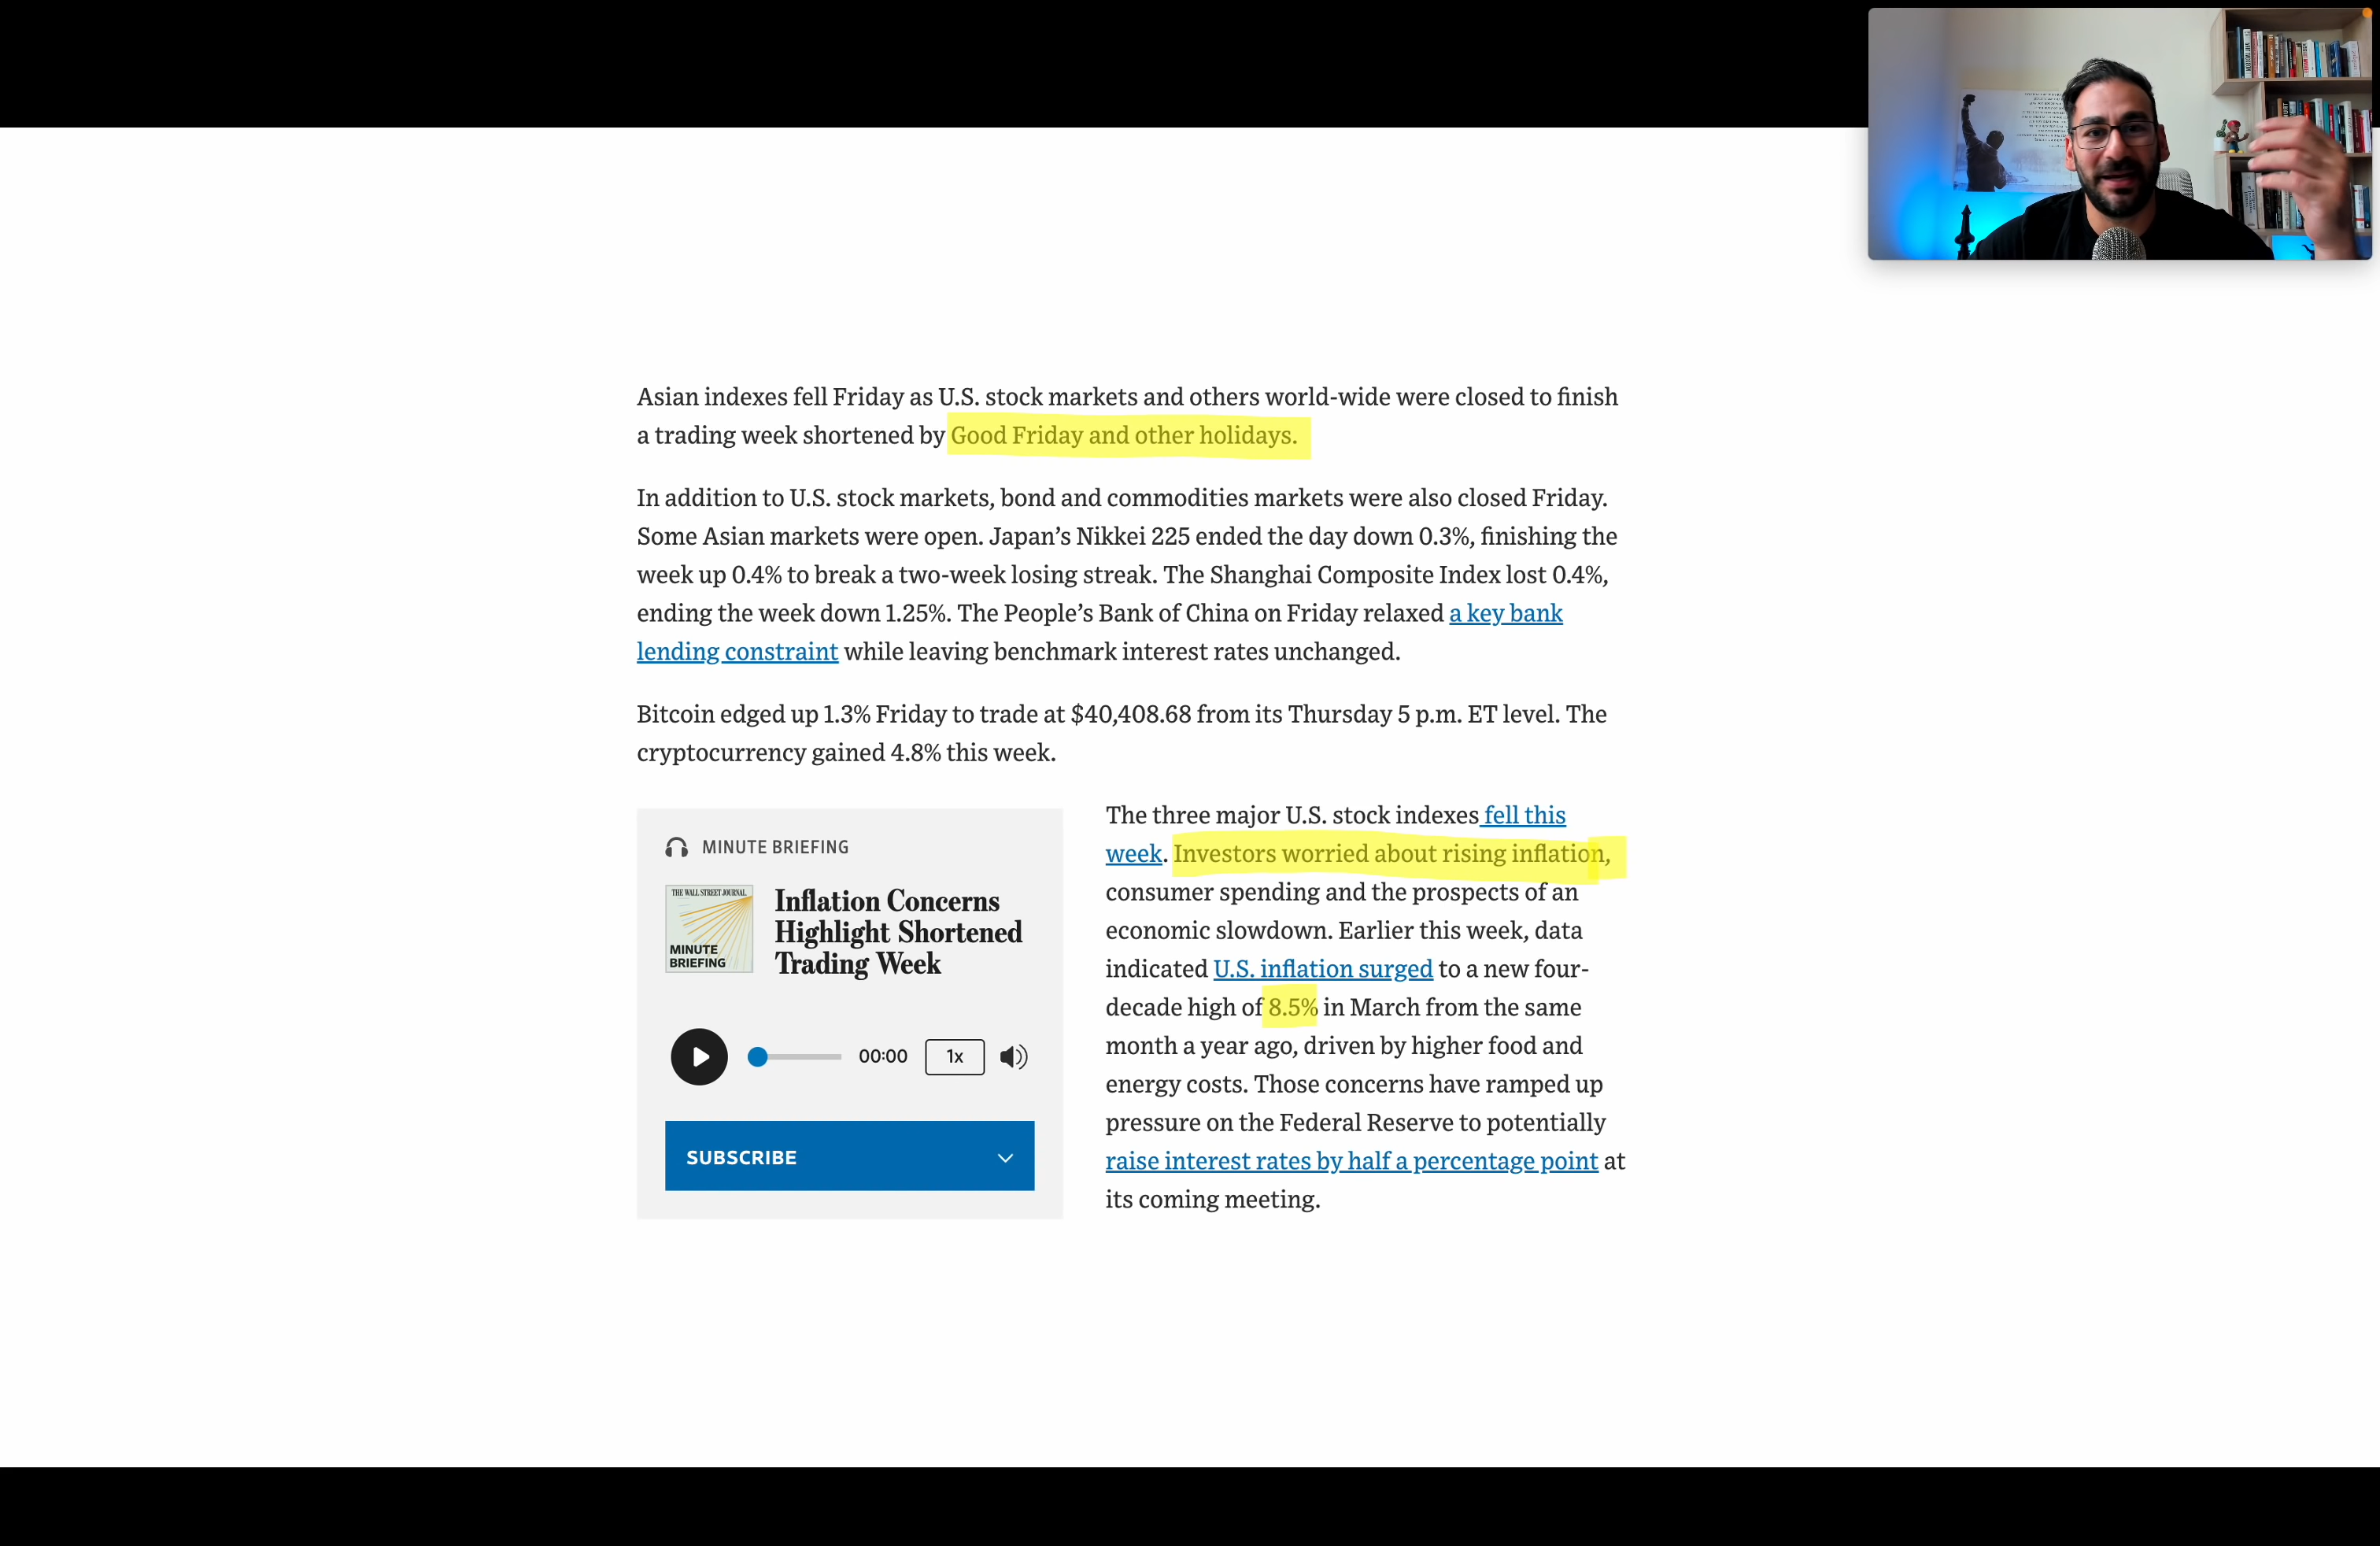 Asian indexes fell Friday as U.S. stock markets and others world-wide were closed to finish
a trading week shortened by Good Friday and other holidays.
In addition to U.S. stock markets, bond and commodities markets were also closed Friday.
Some Asian markets were open. Japan’s Nikkei 225 ended the day down 0.3%, finishing the
week up 0.4% to break a two-week losing streak. The Shanghai Composite Index lost 0.4%,
ending the week down 1.25%. The People’s Bank of China on Friday relaxed a key bank
lending constraint while leaving benchmark interest rates unchanged.
Bitcoin edged up 1.3% Friday to trade at $40,408.68 from its Thursday 5 p.m. ET level. The
cryptocurrency gained 4.8% this week.
MINUTE BRIEFING
THE WALL STREET JOURNAL
MINUTE
BRIEFING
Inflation Concerns
Highlight Shortened
Trading Week
00:00
1x
SUBSCRIBE
The three major U.S. stock indexes fell this
week. Investors worried about rising inflation,
consumer spending and the prospects of an
economic slowdown. Earlier this week, data
indicated U.S. inflation surged to a new four-
decade high of 8.5% in March from the same
month a year ago, driven by higher food and
energy costs. Those concerns have ramped up
pressure on the Federal Reserve to potentially
raise interest rates by half a percentage point at
its coming meeting.